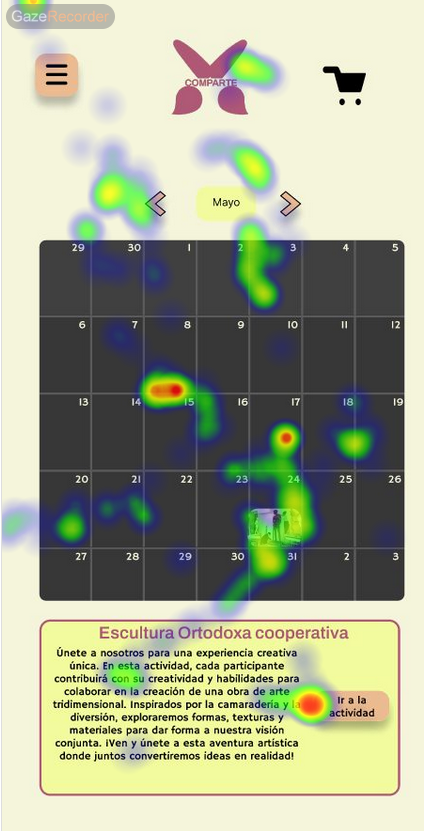 GazeRecorder
COMPARTE
Mayo
29 30 1 2 3 4 5
6 7 8 9 10 11 12
13 14 15 16 17 18 19
20 21 22 23 24 25 26
27 28 29 30 31 2 3
Escultura Ortodoxa cooperativa
Únete a nosotros para una experiencia creativa
única. En esta actividad, cada participante
contribuirá con su creatividad y habilidades para
colaborar en la creación de una obra de arte
tridimensional. Inspirados por la camaradería y la
diversión, exploraremos formas, texturas y
materiales para dar forma a nuestra visión
conjunta. ¡Ven y únete a esta aventura artística
donde juntos convertiremos ideas en realidad!
Ir a la
actividad